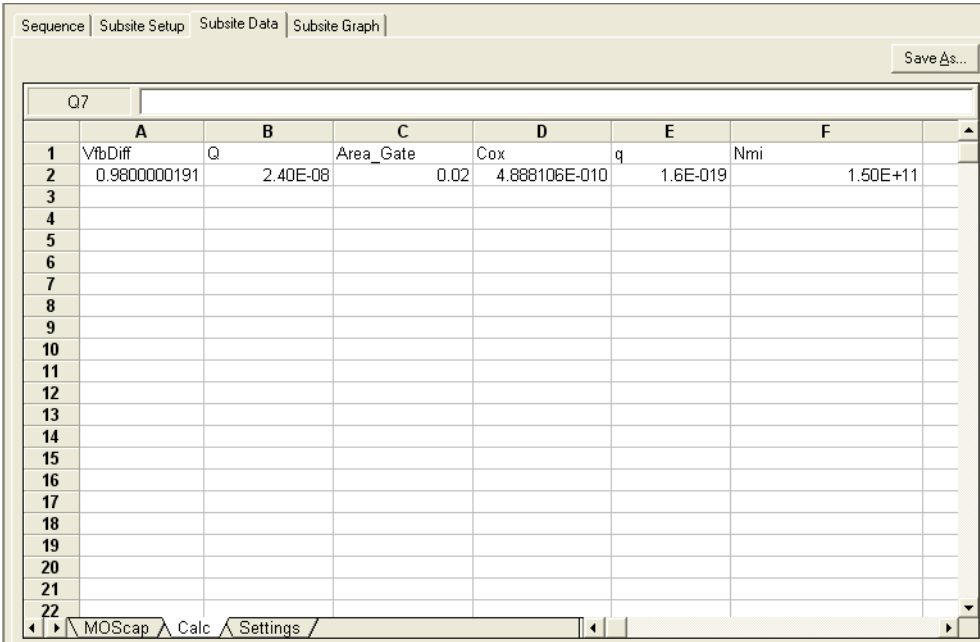 Sequence Subsite Setup Subsite Data Subsite Graph
Save As...
Q7
A B C D E F
1 VfbDiff Q Area_Gate Cox q Nmi
2 0.9800000191 2.40E-08 0.02 4.888106E-010 1.6E-019 1.50E+11
3
4
5
6
7
8
9
10
11
12
13
14
15
16
17
18
19
20
21
22
MOScap Calc Settings